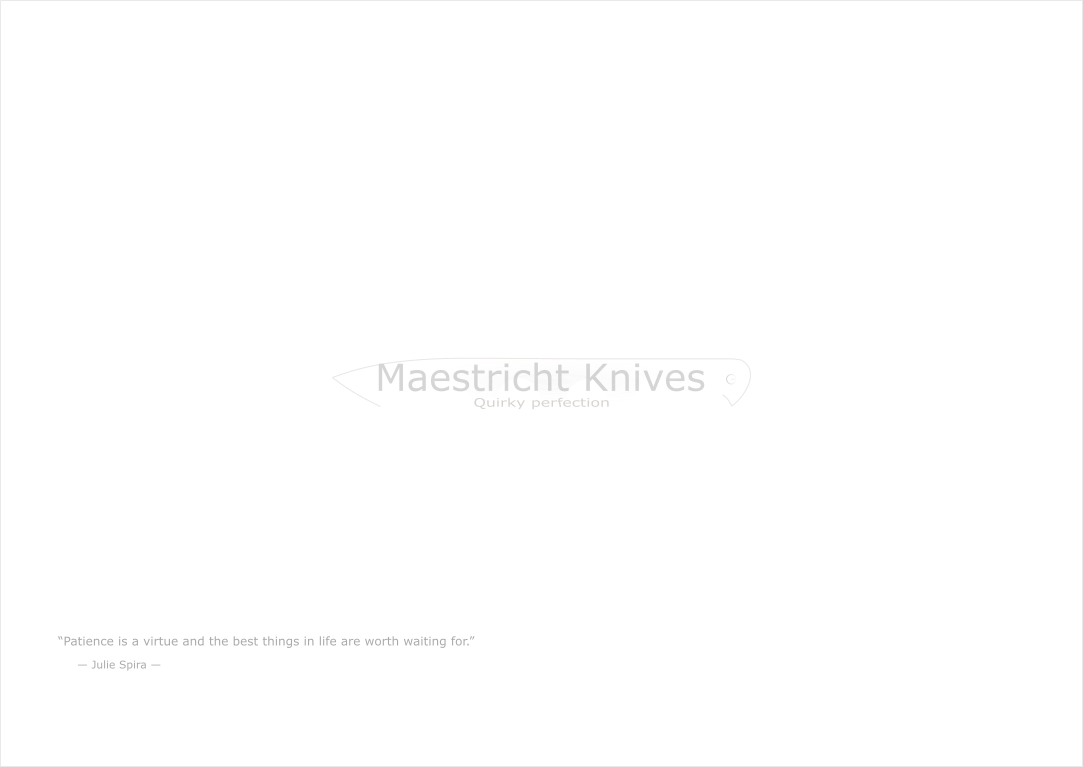 Maestricht Knives
Quirky perfection
“Patience is a virtue and the best things in life are worth waiting for.”
— Julie Spira —